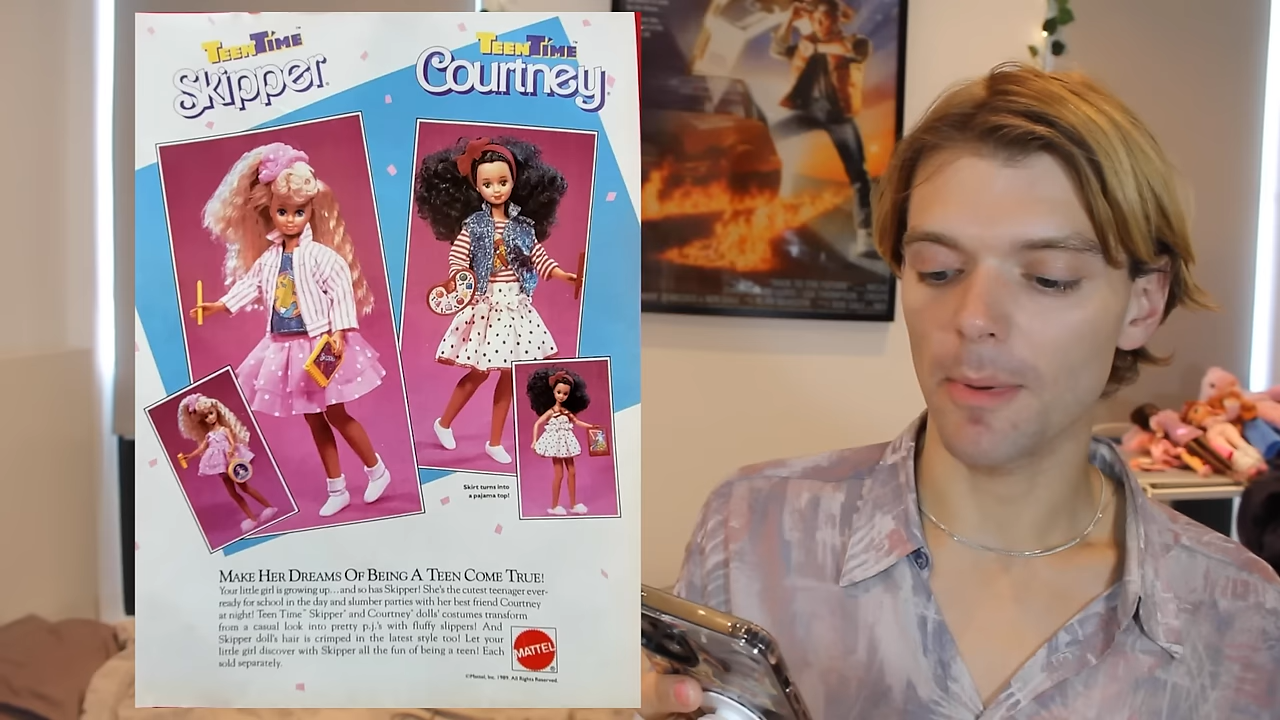 TEEN TIME™
Skipper®
TEEN TIME™
Courtney®
Skirt turns into
a pajama top!
MAKE HER DREAMS OF BEING A TEEN COME TRUE!
Your little girl is growing up...and so has Skipper! She's the cutest teenager ever-
ready for school in the day and slumber parties with her best friend Courtney
at night! Teen Time™ Skipper® and Courtney® dolls' costumes transform
from a casual look into pretty p.j.'s with fluffy slippers! And
Skipper doll's hair is crimped in the latest style too! Let your
little girl discover with Skipper all the fun of being a teen! Each
sold separately.
MATTEL
©Mattel, Inc. 1989. All Rights Reserved.